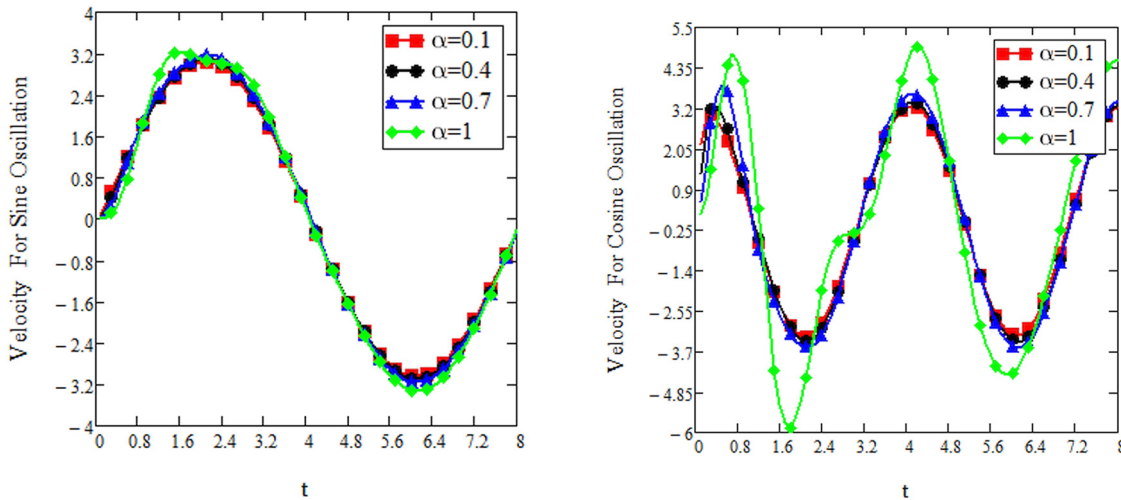 Velocity For Sine Oscillation
4
3.2
2.4
1.6
0.8
0
−0.8
−1.6
−2.4
−3.2
−4
α=0.1
α=0.4
α=0.7
α=1
0 0.8 1.6 2.4 3.2 4 4.8 5.6 6.4 7.2 8
t
Velocity For Cosine Oscillation
5.5
4.35
3.2
2.05
0.9
−0.25
−1.4
−2.55
−3.7
−4.85
−6
α=0.1
α=0.4
α=0.7
α=1
0 0.8 1.6 2.4 3.2 4 4.8 5.6 6.4 7.2 8
t